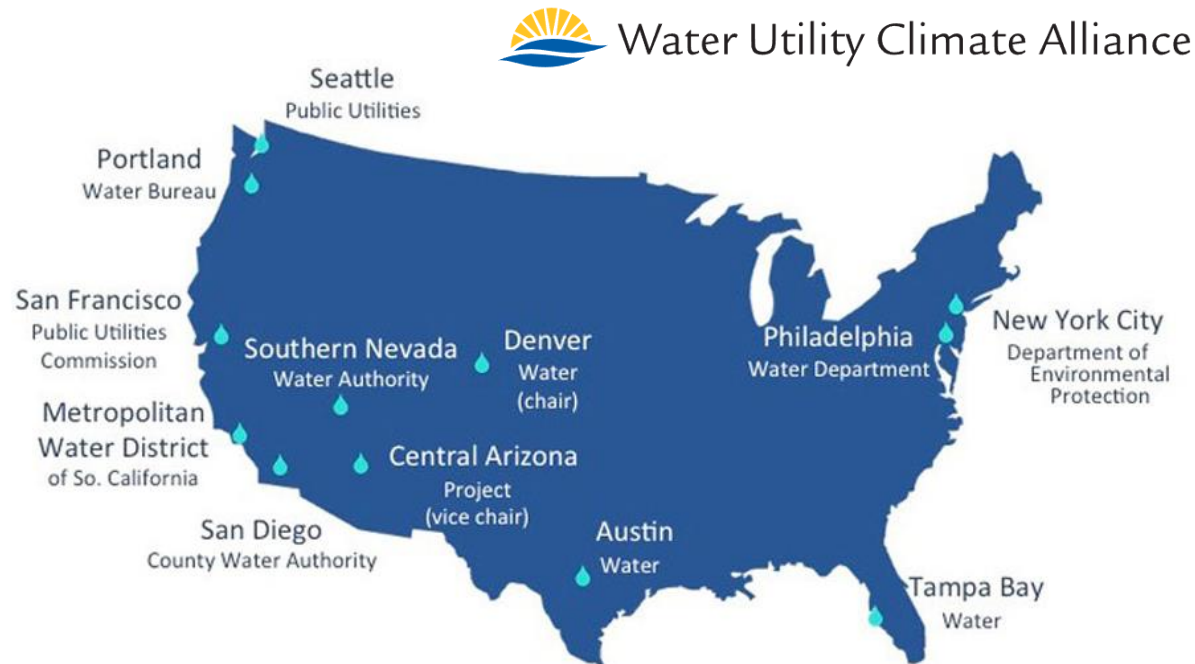 Water Utility Climate Alliance
Seattle
Public Utilities
Portland
Water Bureau
San Francisco
Public Utilities
Commission
Southern Nevada
Water Authority
Denver
Water
(chair)
Philadelphia
Water Department
New York City
Department of
Environmental
Protection
Metropolitan
Water District
of So. California
Central Arizona
Project
(vice chair)
San Diego
County Water Authority
Austin
Water
Tampa Bay
Water